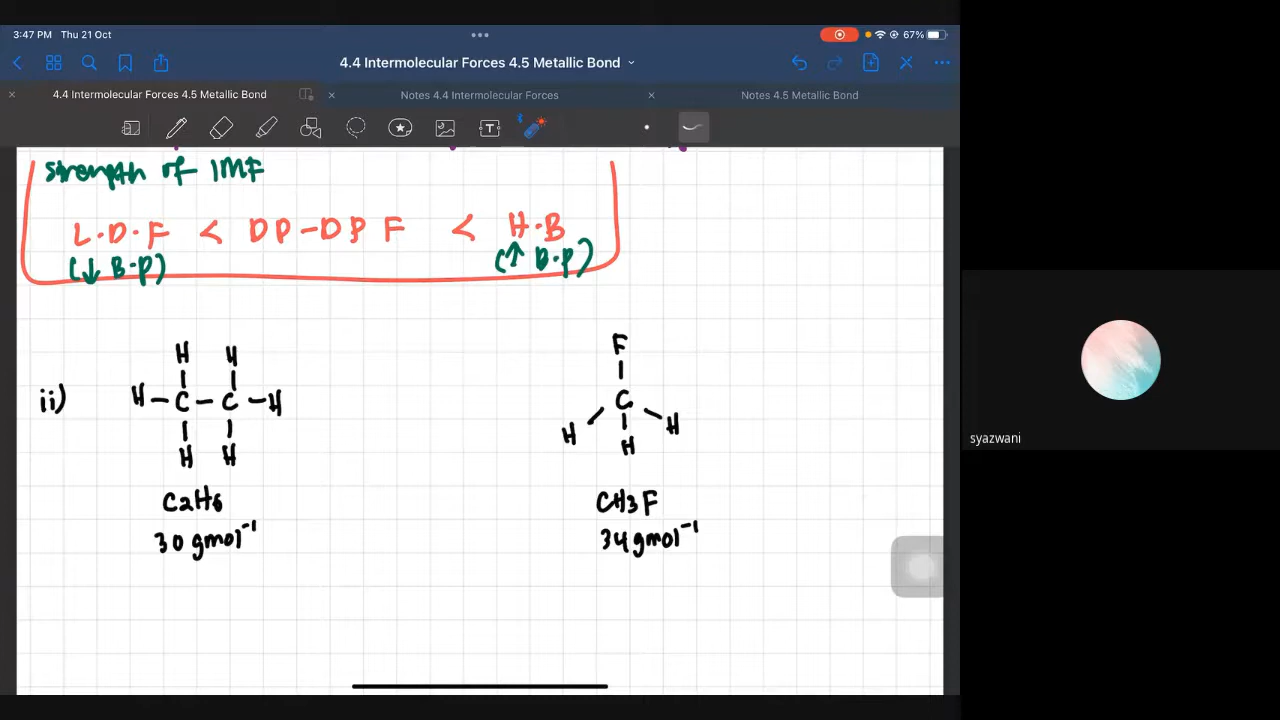 3:47 PM Thu 21 Oct
67%
4.4 Intermolecular Forces 4.5 Metallic Bond
4.4 Intermolecular Forces 4.5 Metallic Bond
Notes 4.4 Intermolecular Forces
Notes 4.5 Metallic Bond
strength of IMF
L.D.F < DP-DP F < H.B
(↓ B.p) (↑ B.p)
ii)
H H
H - C - C - H
H H
C2H6
30 gmol⁻¹
F
C
H H H
CH3F
34gmol⁻¹
syazwani